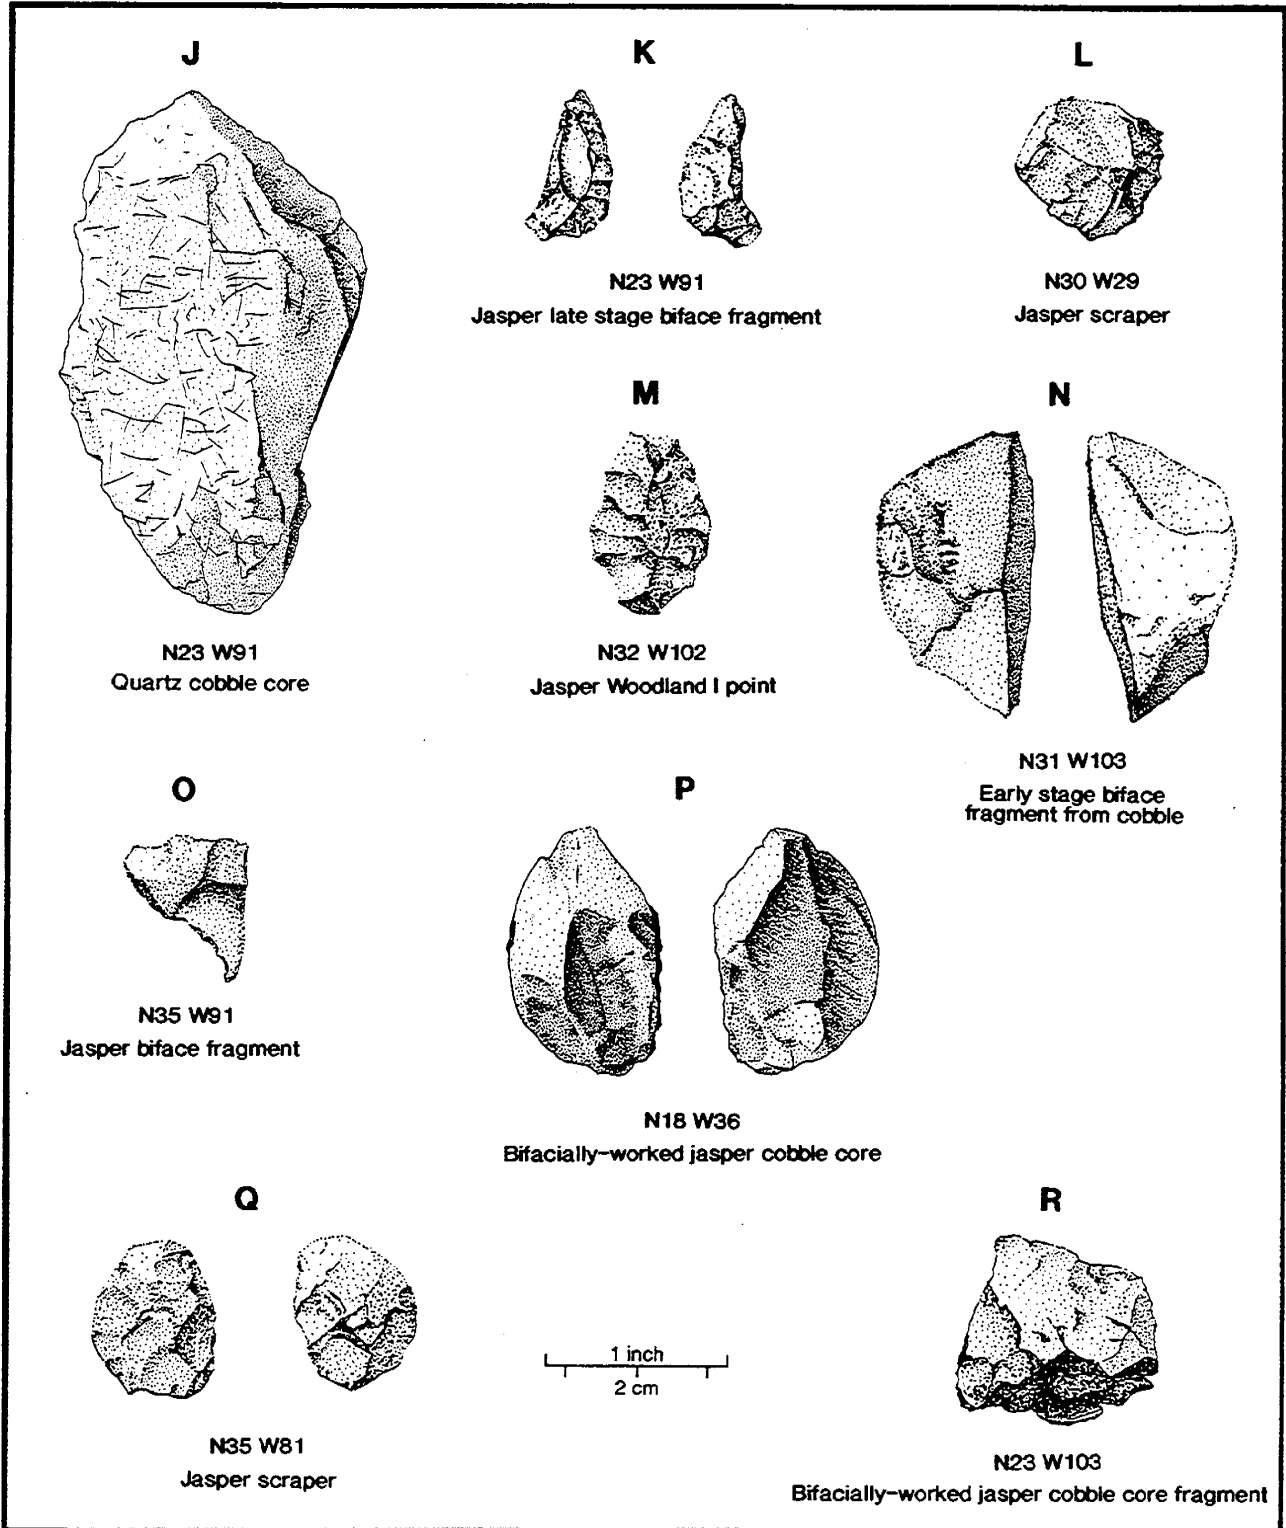 J
K
L
N23 W91
Jasper late stage biface fragment
N30 W29
Jasper scraper
M
N
N23 W91
Quartz cobble core
N32 W102
Jasper Woodland I point
N31 W103
Early stage biface
fragment from cobble
O
P
N35 W91
Jasper biface fragment
N18 W36
Bifacially-worked jasper cobble core
Q
R
1 inch
2 cm
N35 W81
Jasper scraper
N23 W103
Bifacially-worked jasper cobble core fragment